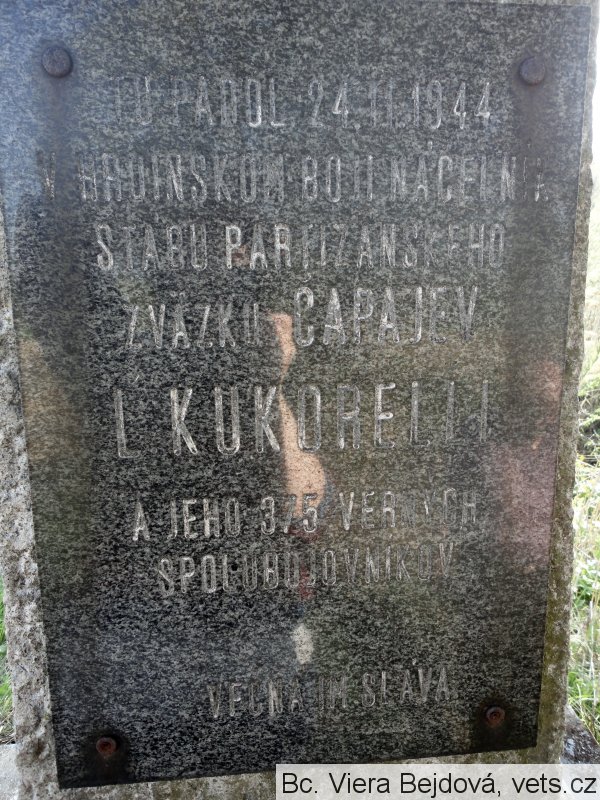 TU PADOL 24.11.1944
V HRDINSKOM BOJI NÁČELNÍK
ŠTÁBU PARTIZÁNSKEHO
ZVÄZKU ČAPAJEV
Ľ KUKORELLI
A JEHO 375 VERNÝCH
SPOLUBOJOVNÍKOV
VEČNÁ IM SLÁVA
Bc. Viera Bejdová, vets.cz